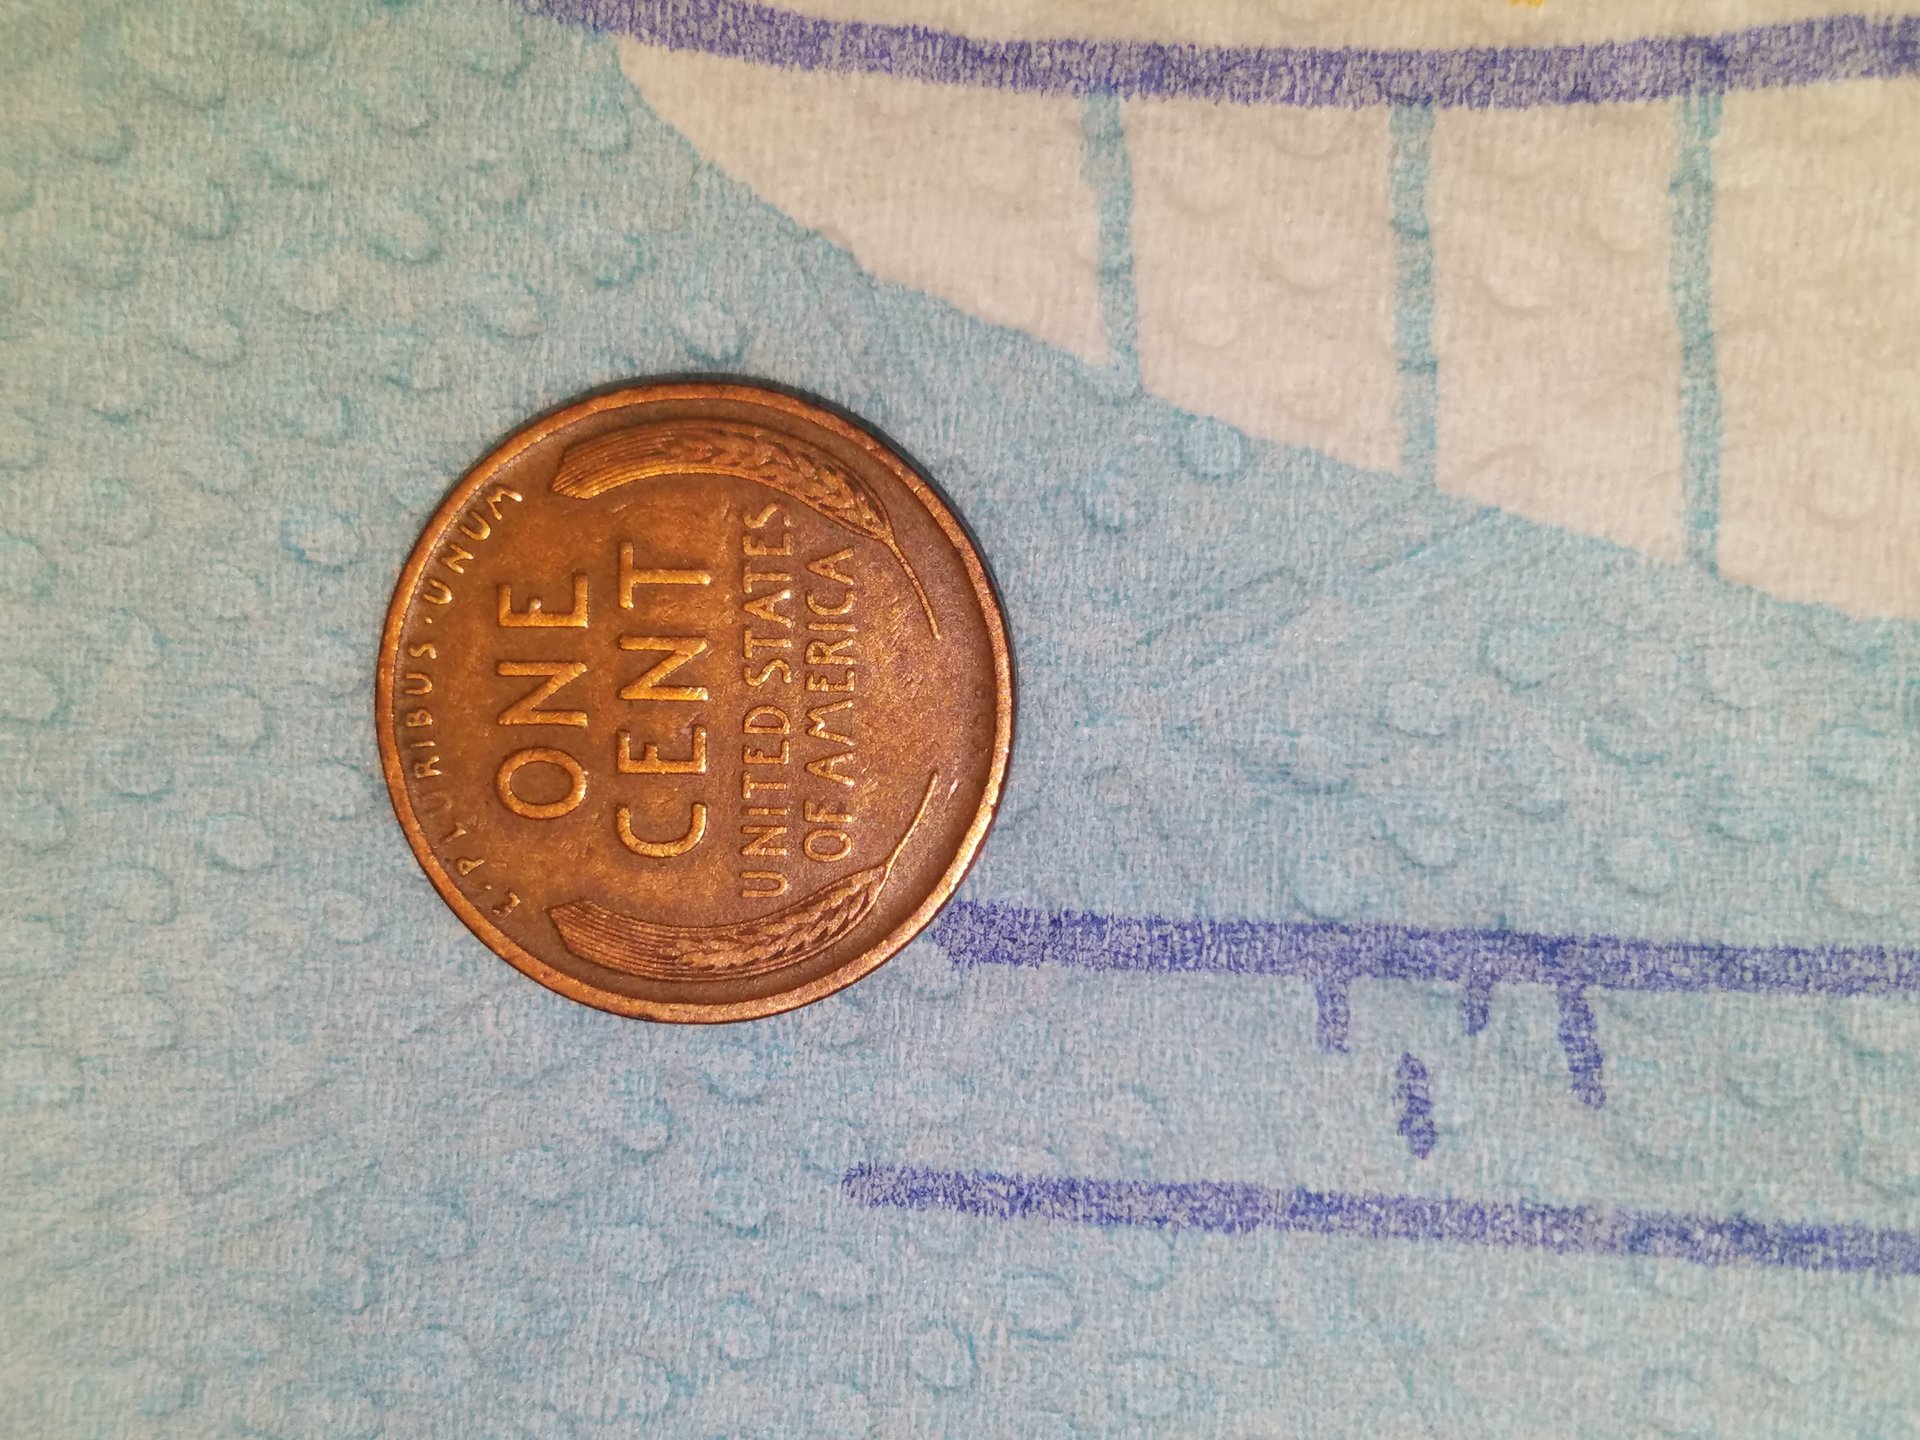 E · PLURIBUS · UNUM
ONE
CENT
UNITED STATES
OF AMERICA